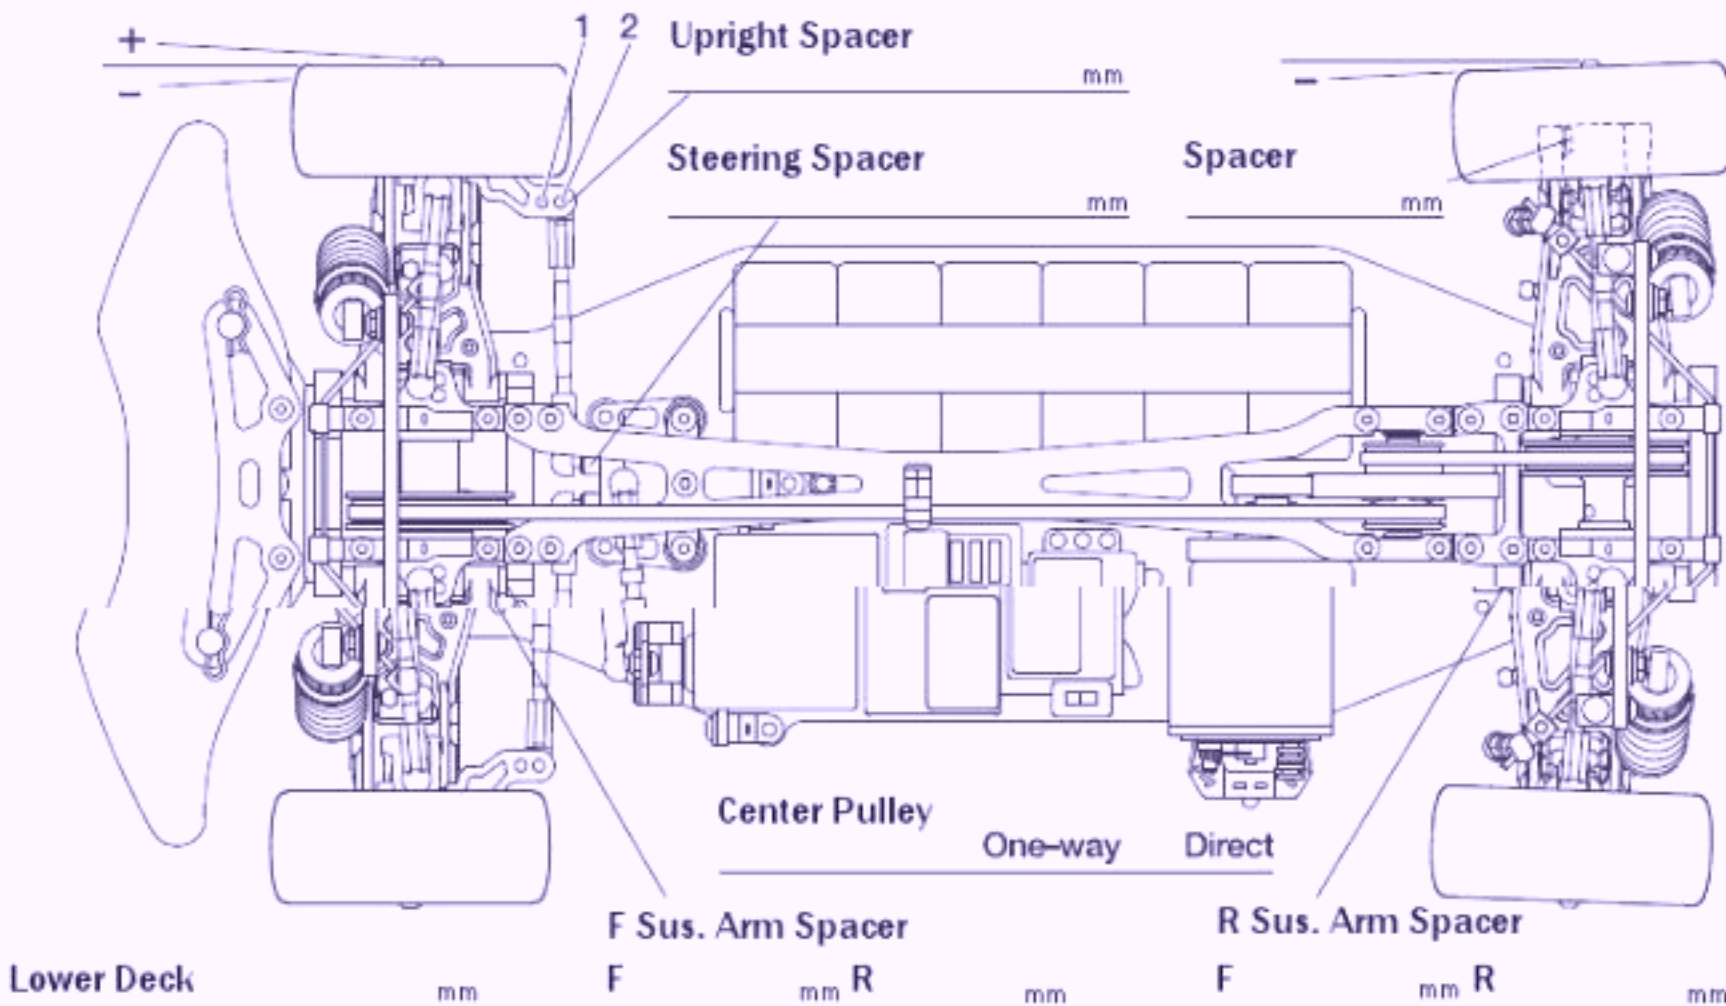 + 1 2 Upright Spacer
mm
− −
Steering Spacer Spacer
mm mm
Center Pulley
One-way Direct
F Sus. Arm Spacer R Sus. Arm Spacer
Lower Deck mm F mm R mm F mm R mm